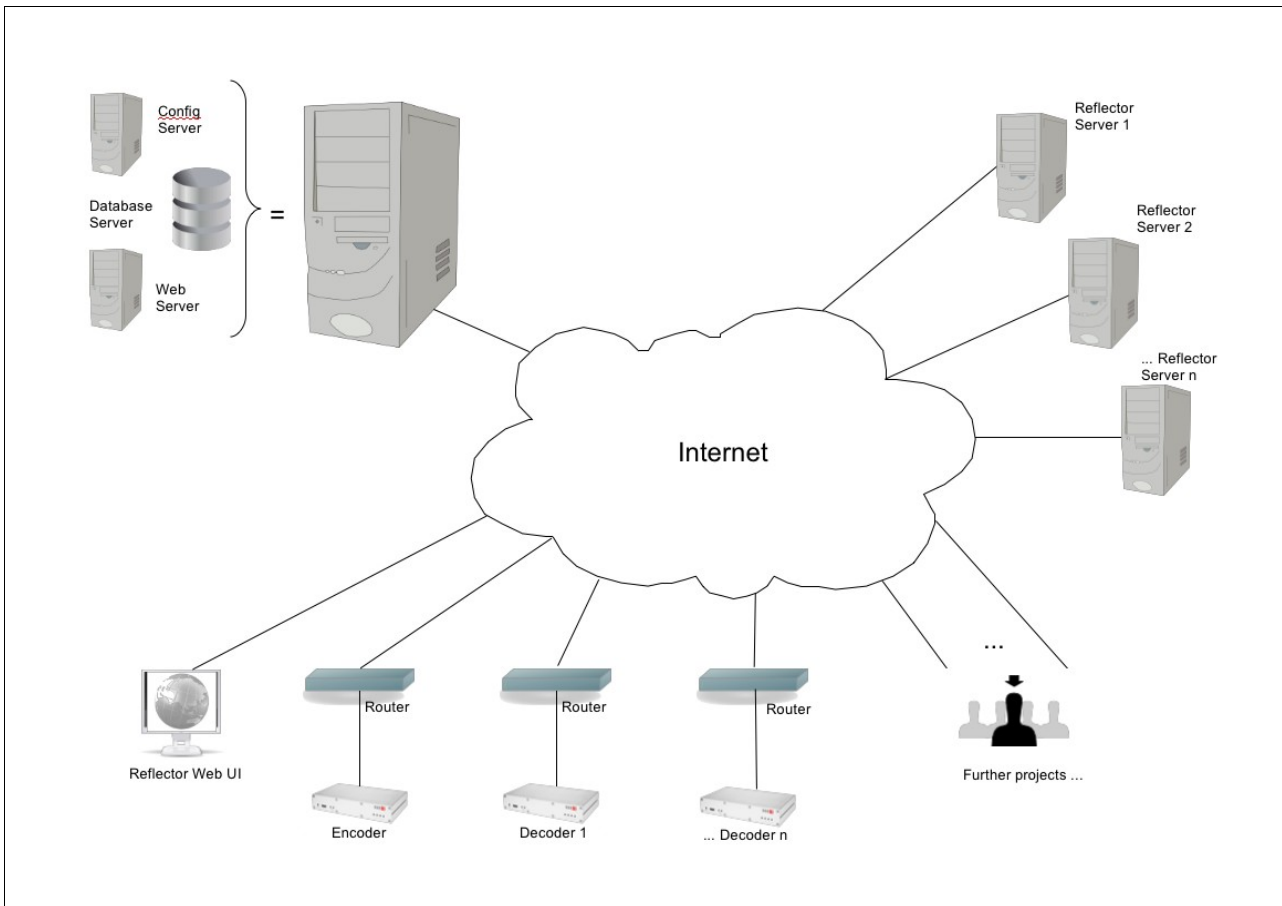 Config
Server
Database
Server
Web
Server
=
Reflector
Server 1
Reflector
Server 2
... Reflector
Server n
Internet
...
Router
Router
Router
Reflector Web UI
Encoder
Decoder 1
... Decoder n
Further projects ...